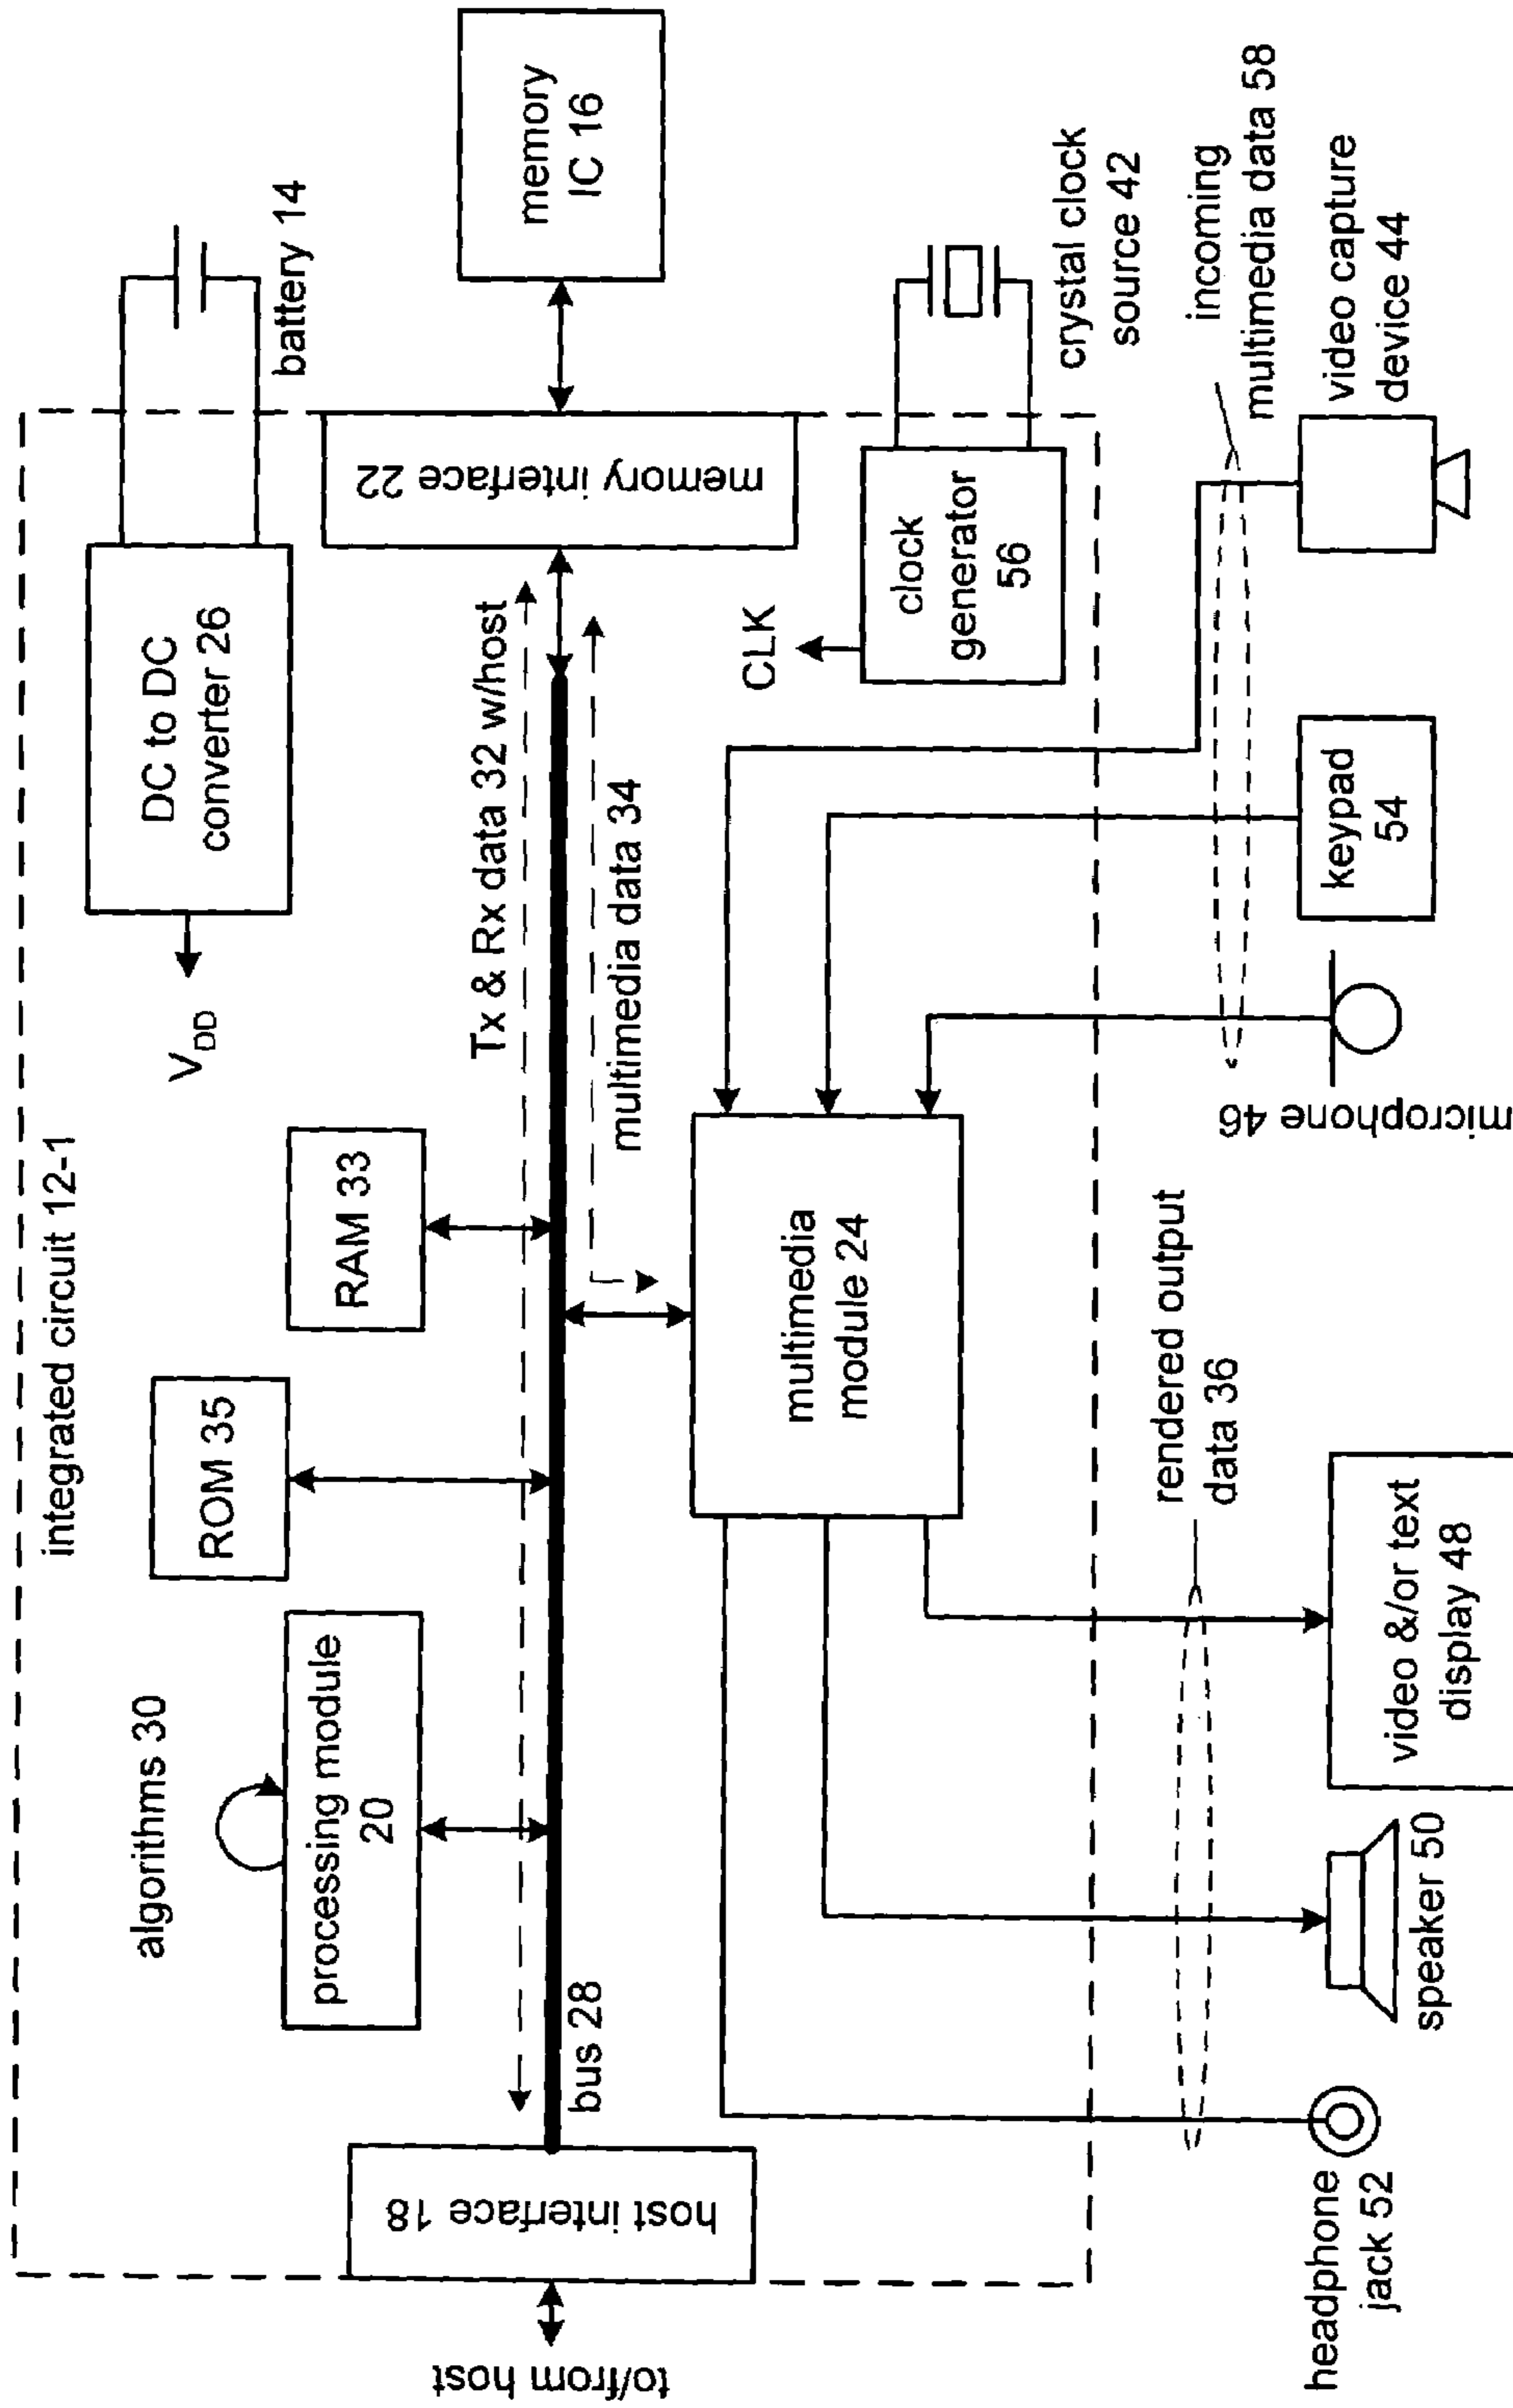 integrated circuit 12-1
DC to DC
converter 26
V_DD
battery 14
algorithms 30
processing module
20
ROM 35
RAM 33
Tx & Rx data 32 w/host
multimedia data 34
bus 28
to/from host
host interface 18
memory interface 22
memory
IC 16
multimedia
module 24
CLK
clock
generator
56
crystal clock
source 42
rendered output
data 36
incoming
multimedia data 58
headphone
jack 52
speaker 50
video &/or text
display 48
microphone 46
keypad
54
video capture
device 44